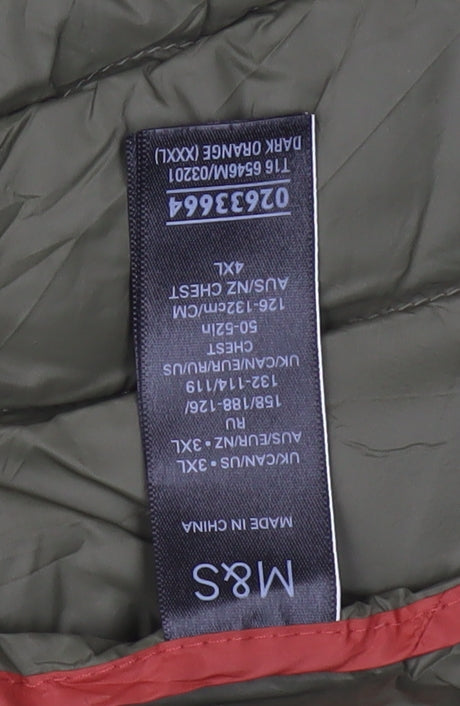 M&S
MADE IN CHINA
UK/CAN/US • 3XL
AUS/EUR/NZ • 3XL
RU
158/188-126/
132-114/119
UK/CAN/EUR/RU/US
CHEST
50-52in
126-132cm/CM
AUS/NZ CHEST
4XL
02633664
T16 6546M/03201
DARK ORANGE (XXXL)